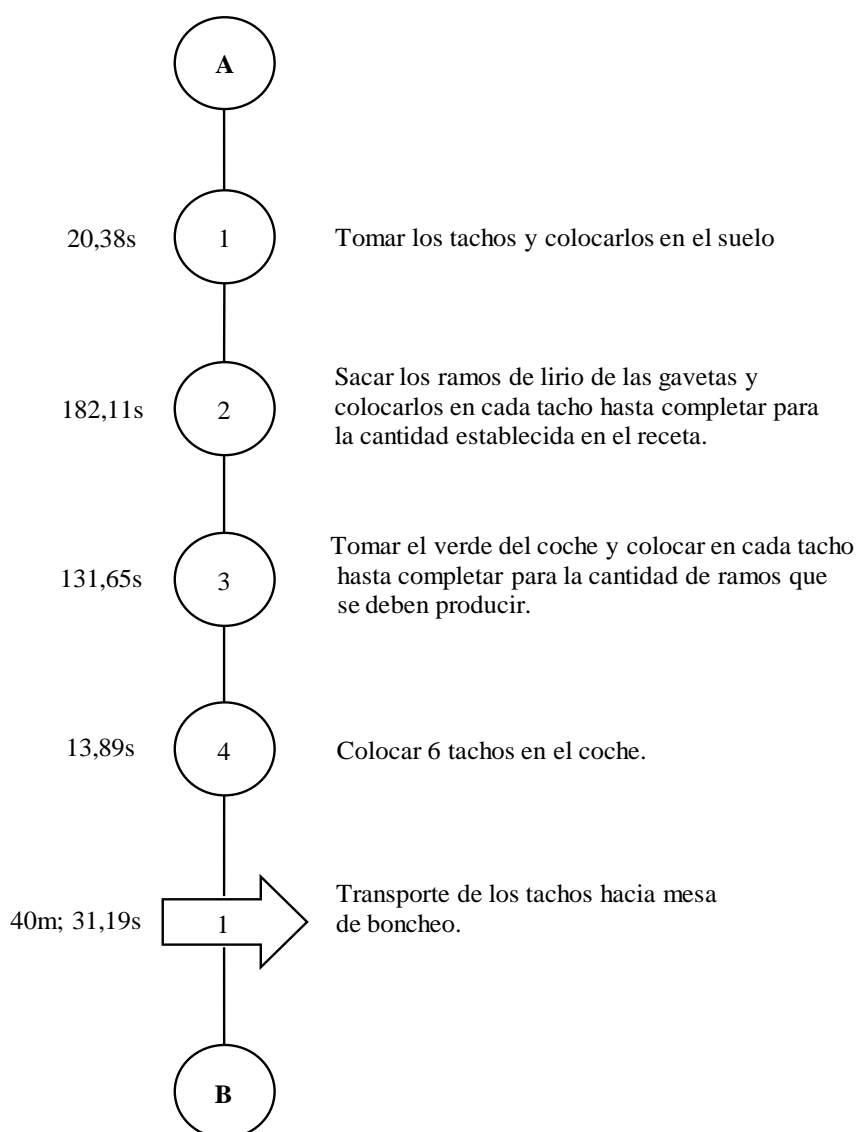 A
20,38s
1
Tomar los tachos y colocarlos en el suelo
182,11s
2
Sacar los ramos de lirio de las gavetas y
colocarlos en cada tacho hasta completar para
la cantidad establecida en el receta.
131,65s
3
Tomar el verde del coche y colocar en cada tacho
hasta completar para la cantidad de ramos que
se deben producir.
13,89s
4
Colocar 6 tachos en el coche.
40m; 31,19s
1
Transporte de los tachos hacia mesa
de boncheo.
B